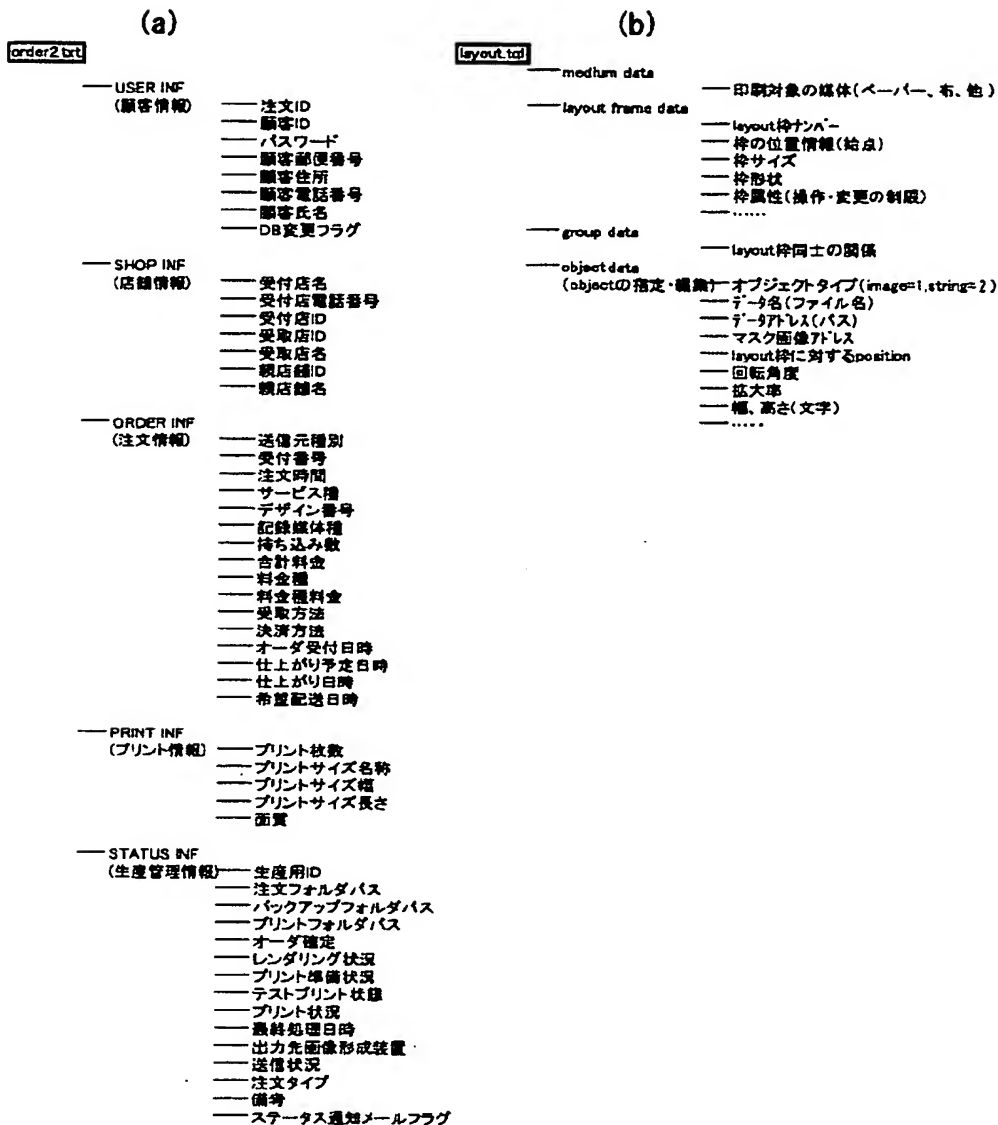 (a)
order2.txt
USER INF
(顧客情報)
注文ID
顧客ID
パスワード
顧客郵便番号
顧客住所
顧客電話番号
顧客氏名
DB変更フラグ
SHOP INF
(店舗情報)
受付店名
受付店電話番号
受付店ID
受取店ID
受取店名
親店舗ID
親店舗名
ORDER INF
(注文情報)
送信元種別
受付番号
注文時間
サービス種
デザイン番号
記録媒体種
持ち込み数
合計料金
料金種
料金種料金
受取方法
決済方法
オーダ受付日時
仕上がり予定日時
仕上がり日時
希望配送日時
PRINT INF
(プリント情報)
プリント枚数
プリントサイズ名称
プリントサイズ幅
プリントサイズ長さ
面質
STATUS INF
(生産管理情報)
生産用ID
注文フォルダパス
バックアップフォルダパス
プリントフォルダパス
オーダ確定
レンダリング状況
プリント準備状況
テストプリント状態
プリント状況
最終処理日時
出力先画像形成装置
送信状況
注文タイプ
備考
ステータス通知メールフラグ
(b)
layout.tql
medium data
印刷対象の媒体(ペーパー、布、他)
layout frame data
layout枠ナンバー
枠の位置情報(始点)
枠サイズ
枠形状
枠属性(操作・変更の制限)
……
group data
layout枠同士の関係
object data
(objectの指定・編集)
オブジェクトタイプ(image=1,string=2)
データ名(ファイル名)
データアドレス(パス)
マスク画像アドレス
layout枠に対するposition
回転角度
拡大率
幅、高さ(文字)
……